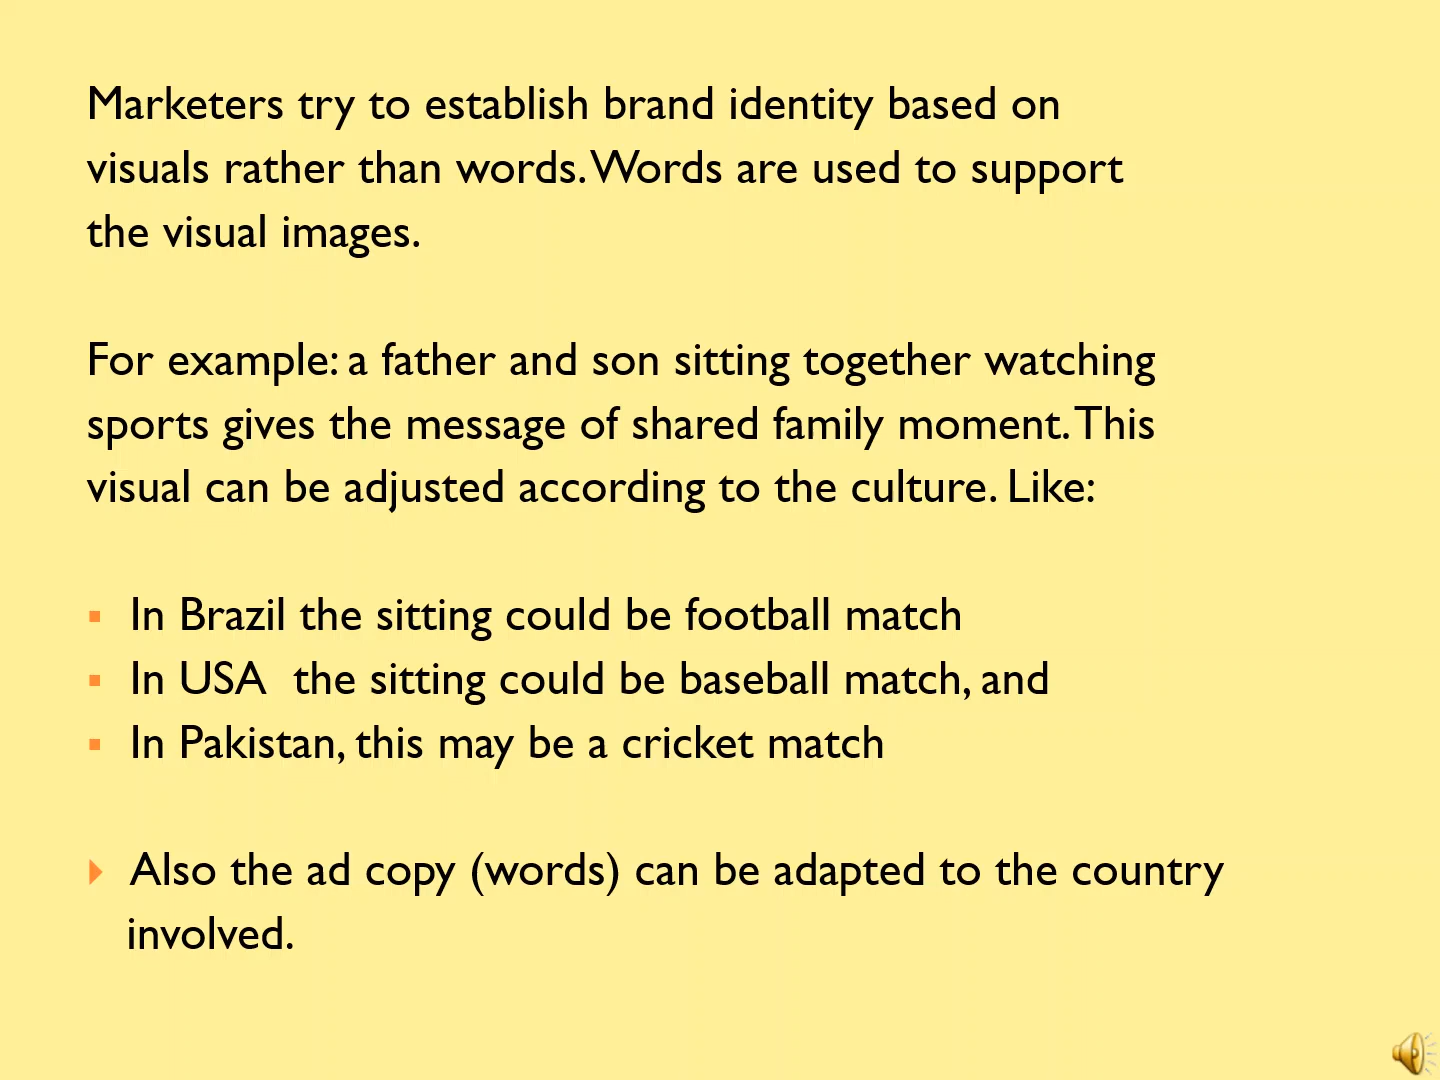 Marketers try to establish brand identity based on
visuals rather than words. Words are used to support
the visual images.
For example: a father and son sitting together watching
sports gives the message of shared family moment. This
visual can be adjusted according to the culture. Like:
In Brazil the sitting could be football match
In USA  the sitting could be baseball match, and
In Pakistan, this may be a cricket match
Also the ad copy (words) can be adapted to the country
involved.